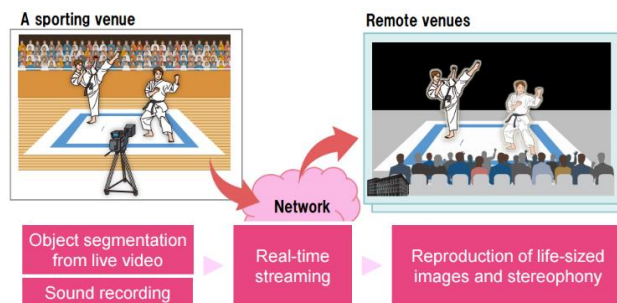 A sporting venue
Remote venues
Network
Object segmentation
from live video
Sound recording
Real-time
streaming
Reproduction of life-sized
images and stereophony